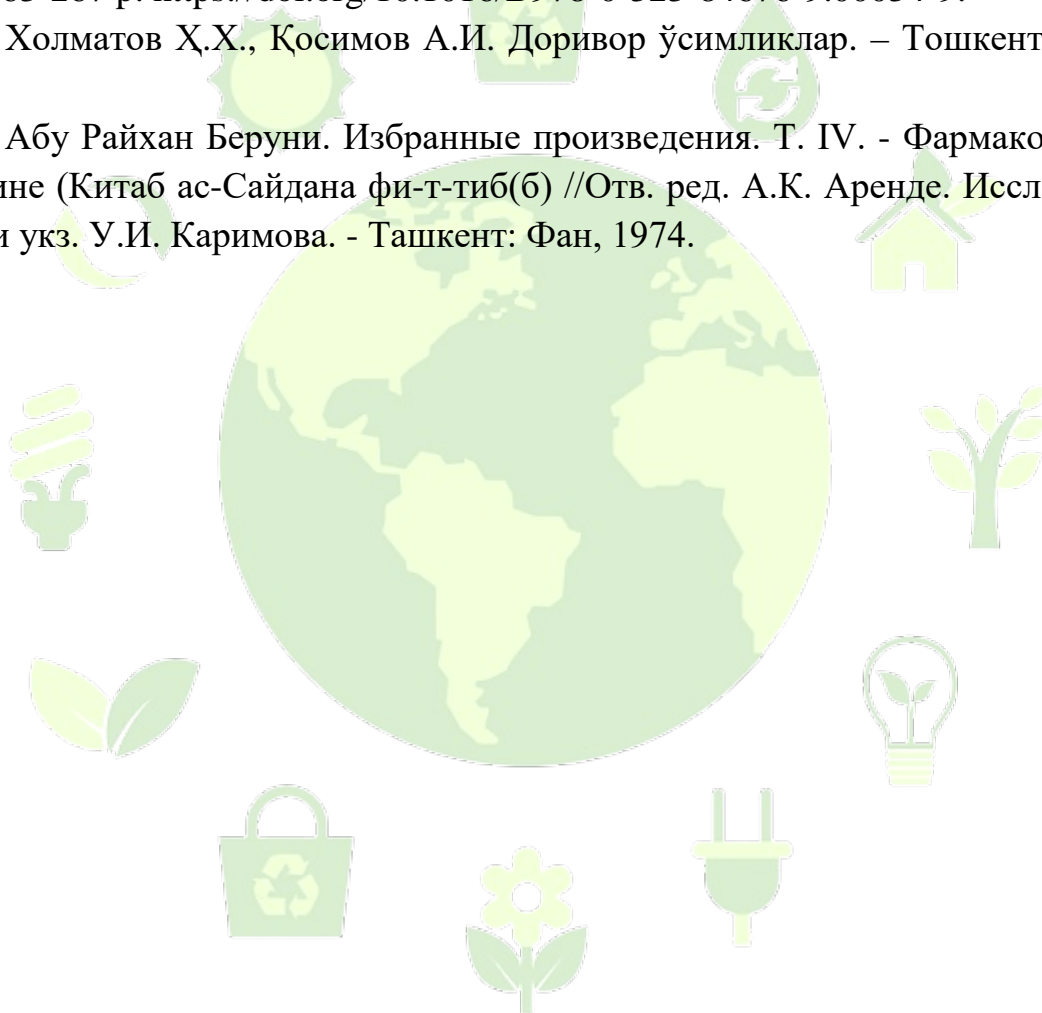 Холматов Ҳ.Х., Қосимов А.И. Доривор ўсимликлар. – Тошкент
Абу Райхан Беруни. Избранные произведения. Т. IV. - Фармако
ине (Китаб ас-Сайдана фи-т-тиб(б) //Отв. ред. А.К. Аренде. Иссл
и укз. У.И. Каримова. - Ташкент: Фан, 1974.